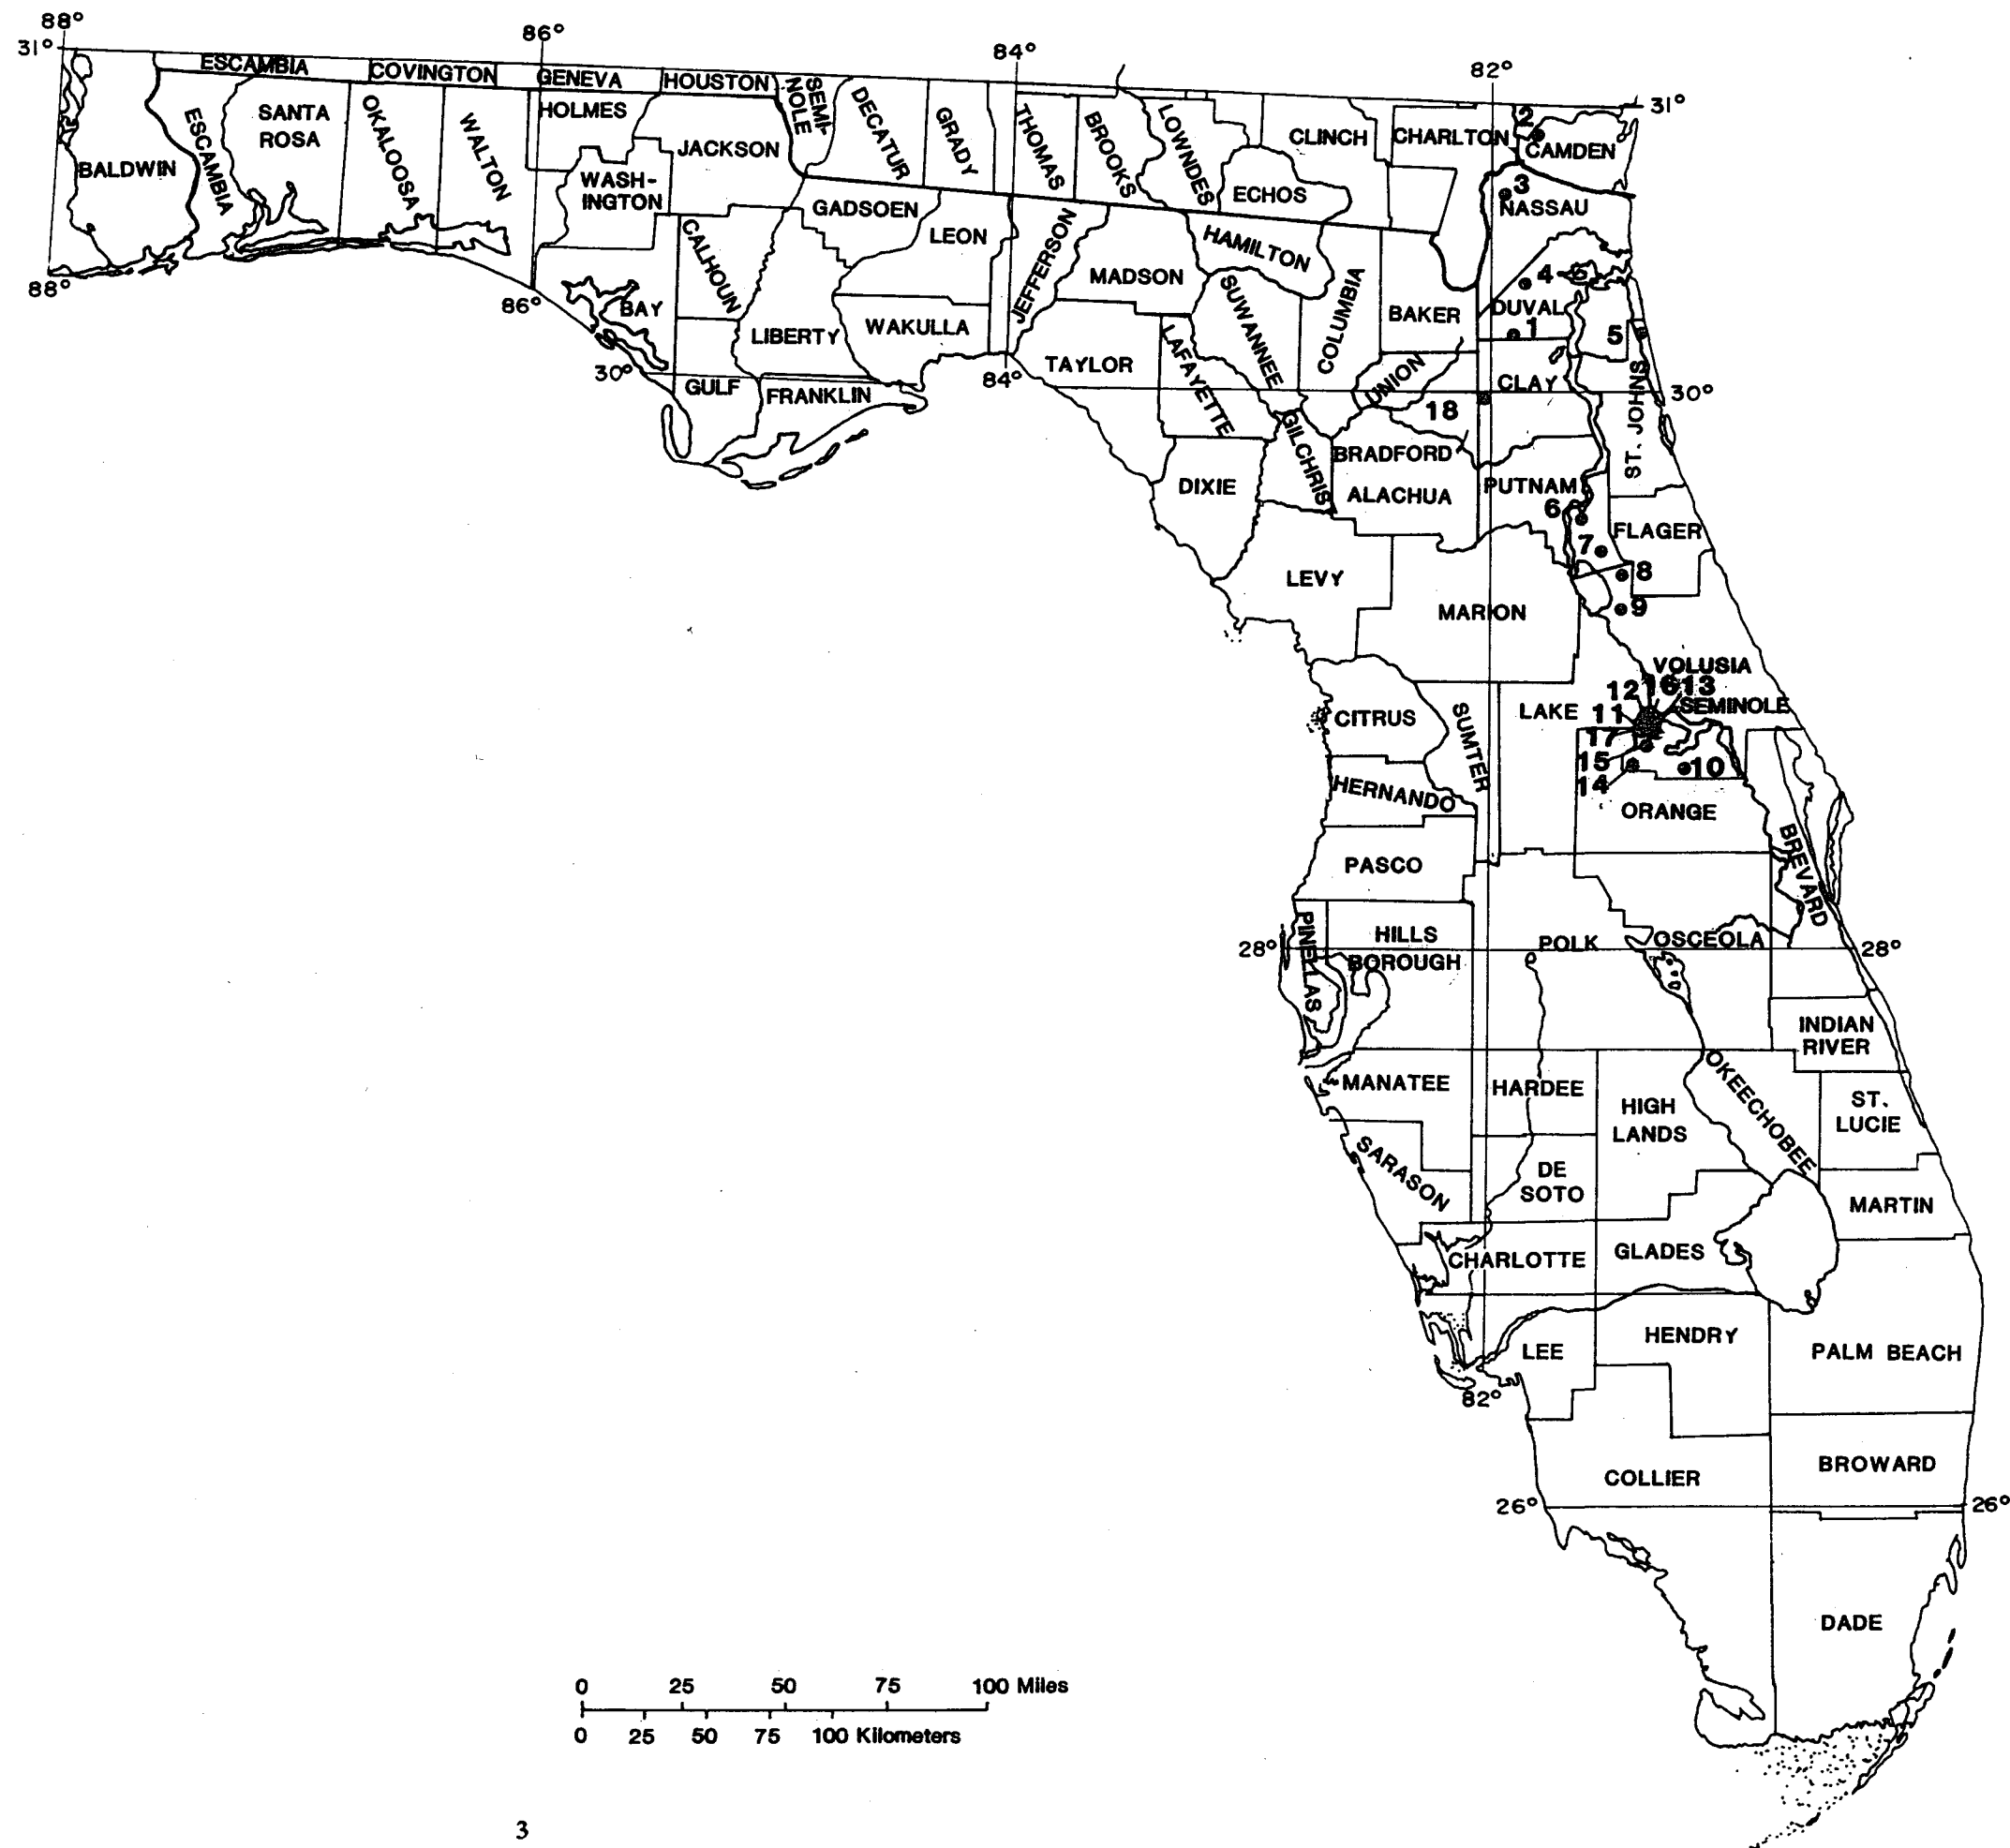 88°
86°
84°
82°
31°
31°
ESCAMBIA
COVINGTON
GENEVA
HOUSTON
SEMI-
NOLE
DECATUR
GRADY
THOMAS
BROOKS
LOWNDES
CLINCH
CHARLTON
2
CAMDEN
BALDWIN
ESCAMBIA
SANTA
ROSA
OKALOOSA
WALTON
HOLMES
JACKSON
WASH-
INGTON
ECHOS
3
NASSAU
GADSOEN
LEON
CALHOUN
JEFFERSON
MADSON
HAMILTON
SUWANNEE
COLUMBIA
BAKER
4
DUVAL
1
5
88°
86°
BAY
LIBERTY
WAKULLA
TAYLOR
LAFAYETTE
UNION
CLAY
ST. JOHNS
30°
GULF
FRANKLIN
84°
30°
18
GILCHRIS
BRADFORD
DIXIE
ALACHUA
PUTNAM
6
FLAGER
7
8
LEVY
9
MARION
VOLUSIA
12
16
13
CITRUS
SUMTER
LAKE
11
SEMINOLE
17
15
10
14
HERNANDO
ORANGE
BREVARD
PASCO
PINELLAS
HILLS
BOROUGH
28°
POLK
OSCEOLA
28°
INDIAN
RIVER
MANATEE
HARDEE
HIGH
LANDS
OKEECHOBEE
ST.
LUCIE
SARASON
DE
SOTO
MARTIN
CHARLOTTE
GLADES
LEE
HENDRY
PALM BEACH
82°
COLLIER
BROWARD
26°
26°
DADE
0 25 50 75 100 Miles
0 25 50 75 100 Kilometers
3